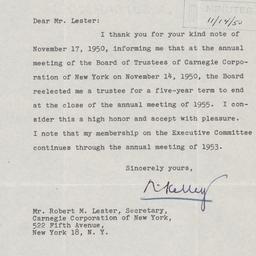 MINUTES
11/14/50
Dear Mr. Lester:
I thank you for your kind note of
November 17, 1950, informing me that at the annual
meeting of the Board of Trustees of Carnegie Corpo-
ration of New York on November 14, 1950, the Board
reelected me a trustee for a five-year term to end
at the close of the annual meeting of 1955. I con-
sider this a high honor and accept with pleasure.
I note that my membership on the Executive Committee
continues through the annual meeting of 1953.
Sincerely yours,
Mr. Robert M. Lester, Secretary,
Carnegie Corporation of New York,
522 Fifth Avenue,
New York 18, N. Y.